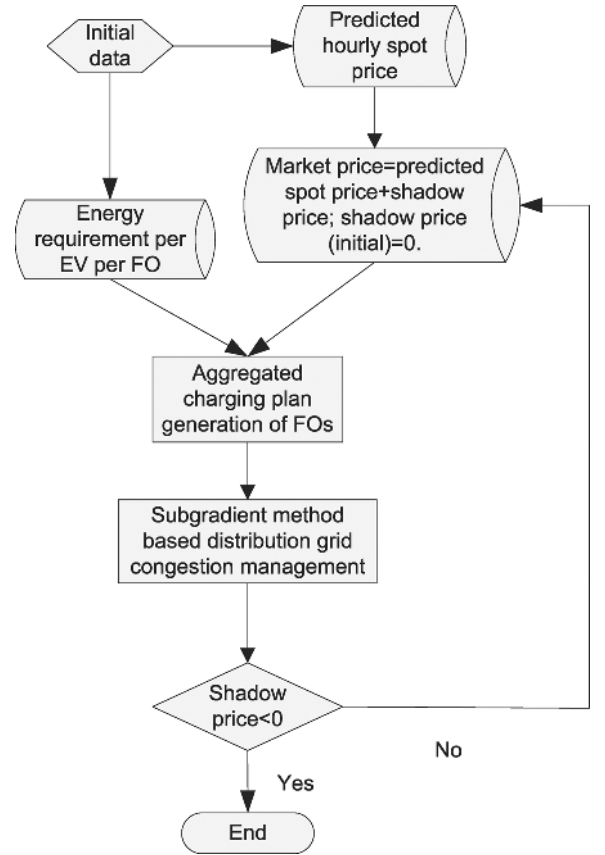 Initial
data
Predicted
hourly spot
price
Market price=predicted
spot price+shadow
price; shadow price
(initial)=0.
Energy
requirement per
EV per FO
Aggregated
charging plan
generation of FOs
Subgradient method
based distribution grid
congestion management
Shadow
price<0
No
Yes
End